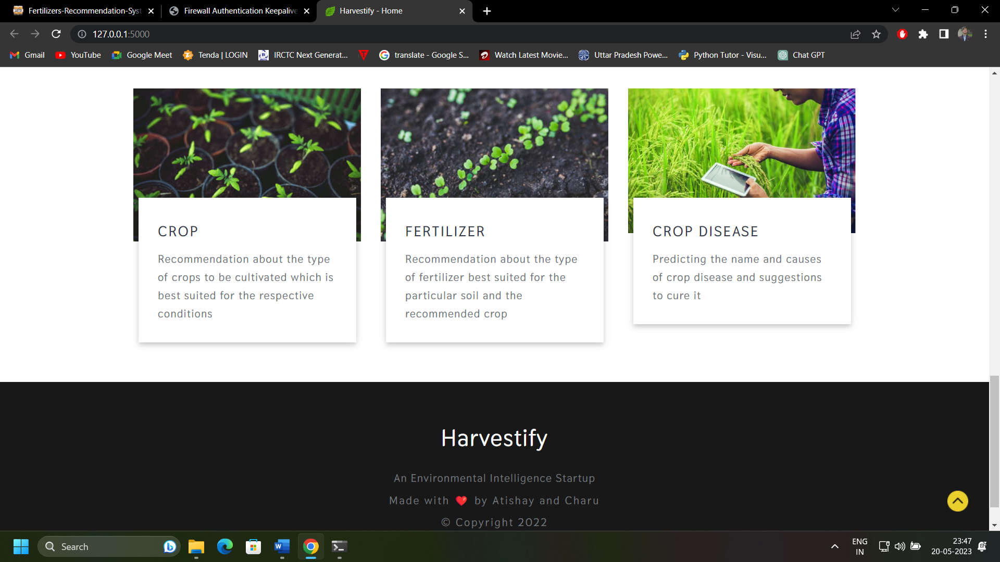 Fertilizers-Recommendation-Syst
Firewall Authentication Keepalive
Harvestify - Home
127.0.0.1:5000
Gmail
YouTube
Google Meet
Tenda | LOGIN
IRCTC Next Generat...
translate - Google S...
Watch Latest Movie...
Uttar Pradesh Powe...
Python Tutor - Visu...
Chat GPT
CROP
Recommendation about the type
of crops to be cultivated which is
best suited for the respective
conditions
FERTILIZER
Recommendation about the type
of fertilizer best suited for the
particular soil and the
recommended crop
CROP DISEASE
Predicting the name and causes
of crop disease and suggestions
to cure it
Harvestify
An Environmental Intelligence Startup
Made with ❤️ by Atishay and Charu
© Copyright 2022
Search
ENG
IN
23:47
20-05-2023